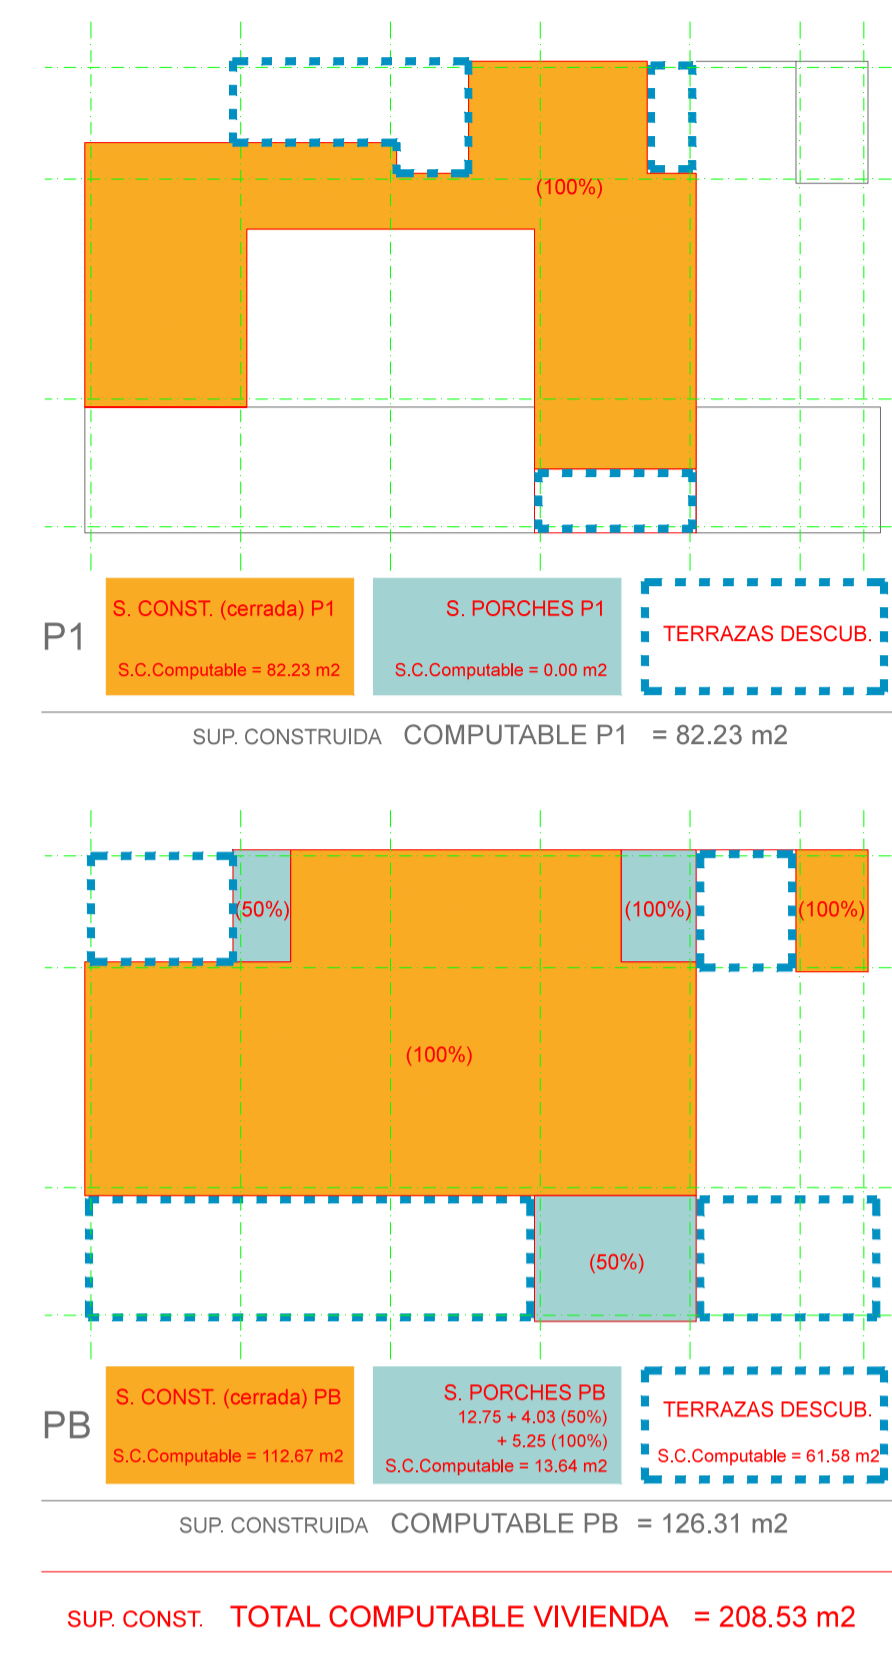 (100%)
P1
S. CONST. (cerrada) P1
S.C.Computable = 82.23 m2
S. PORCHES P1
S.C.Computable = 0.00 m2
TERRAZAS DESCUB.
SUP. CONSTRUIDA COMPUTABLE P1 = 82.23 m2
(50%)
(100%)
(100%)
(100%)
(50%)
PB
S. CONST. (cerrada) PB
S.C.Computable = 112.67 m2
S. PORCHES PB
12.75 + 4.03 (50%)
+ 5.25 (100%)
S.C.Computable = 13.64 m2
TERRAZAS DESCUB.
S.C.Computable = 61.58 m2
SUP. CONSTRUIDA COMPUTABLE PB = 126.31 m2
SUP. CONST. TOTAL COMPUTABLE VIVIENDA = 208.53 m2